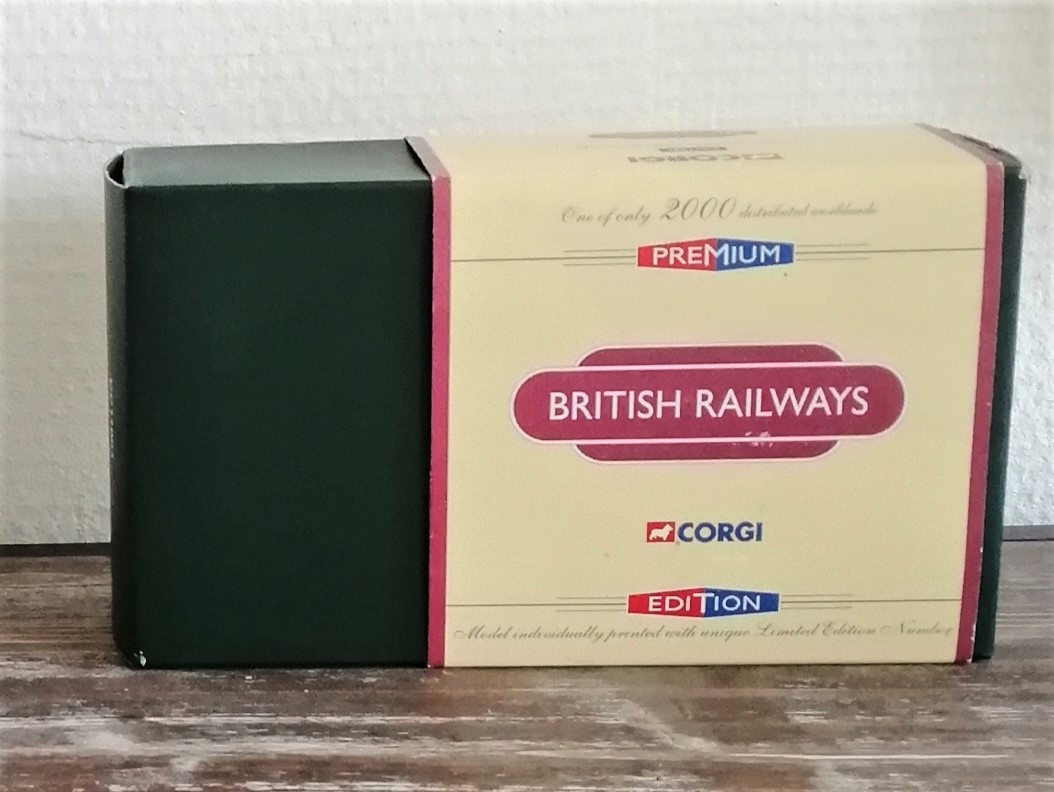 CORGI
One of only 2000 distributed worldwide
PREMIUM
BRITISH RAILWAYS
CORGI
EDITION
Model individually printed with unique Limited Edition Number